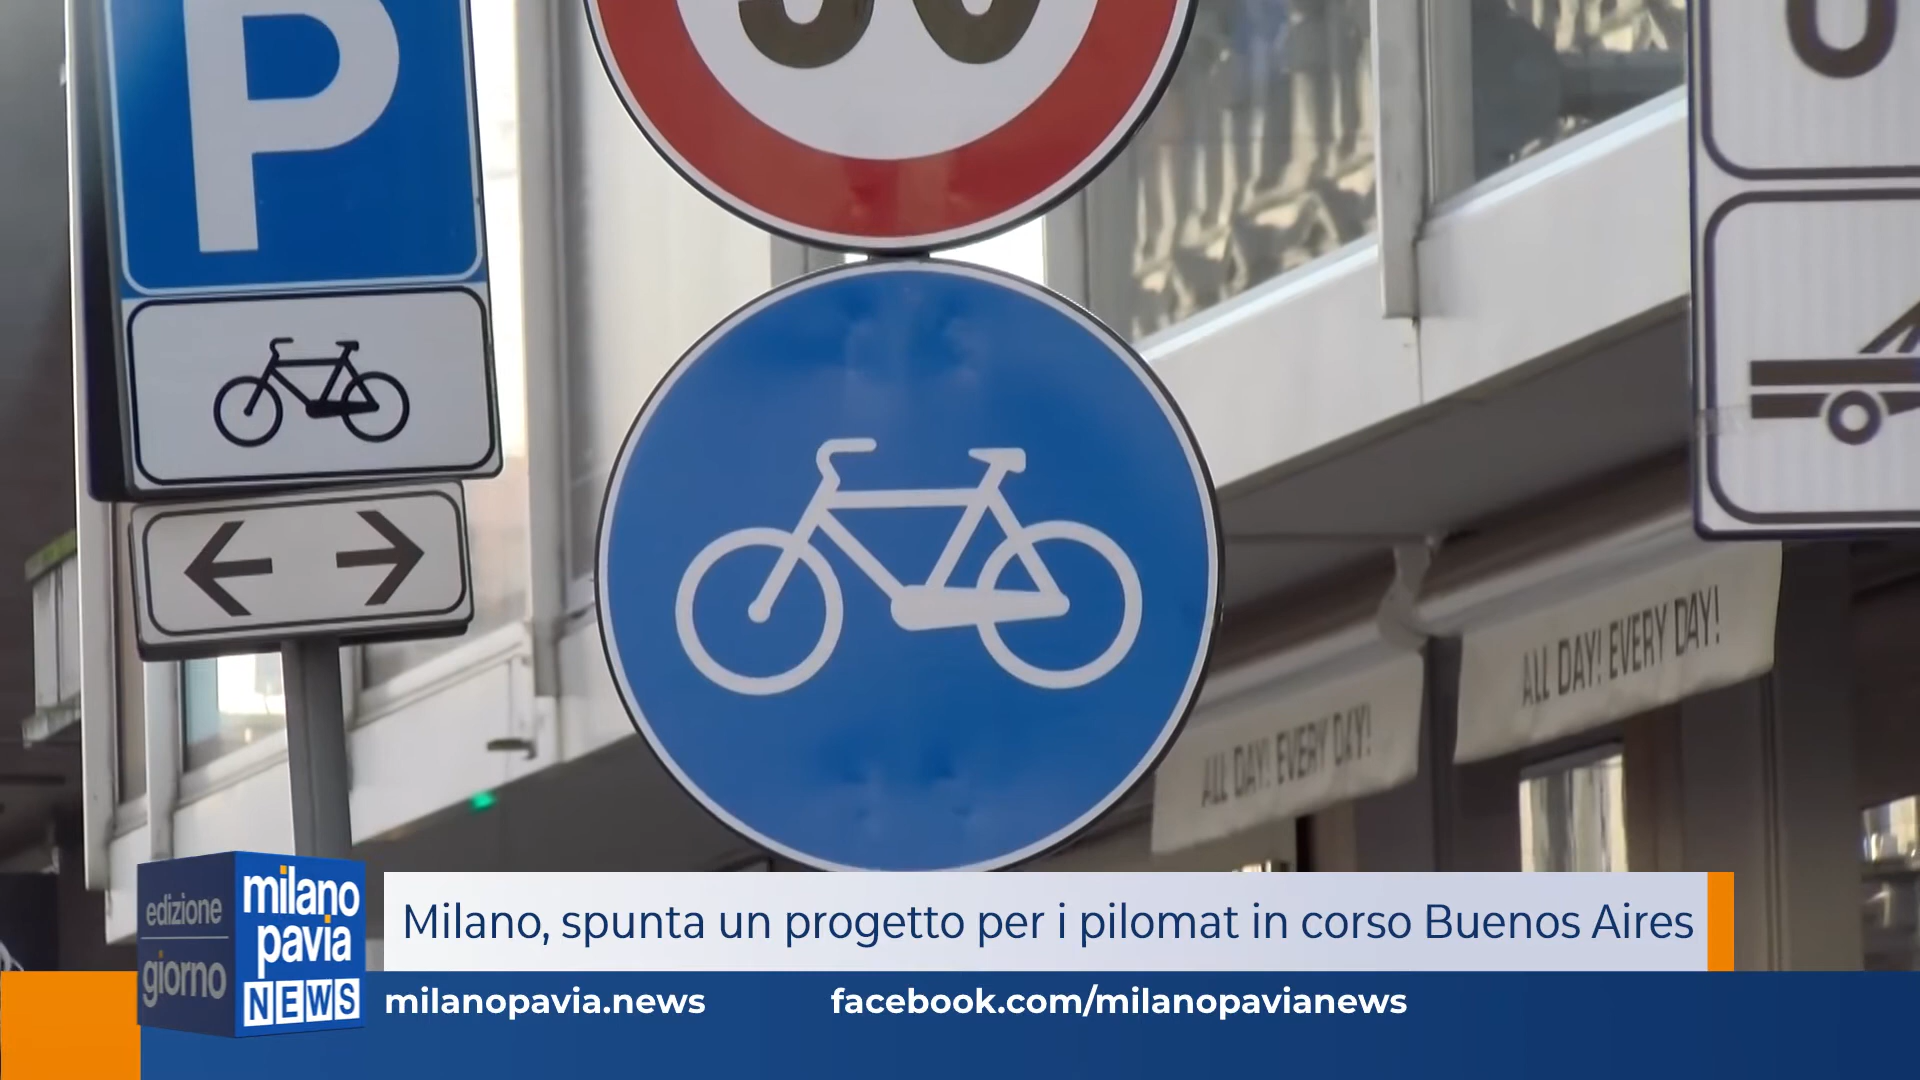 P
ALL DAY! EVERY DAY!
ALL DAY! EVERY DAY!
edizione
giorno
milano
pavia
NEWS
Milano, spunta un progetto per i pilomat in corso Buenos Aires
milanopavia.news
facebook.com/milanopavianews